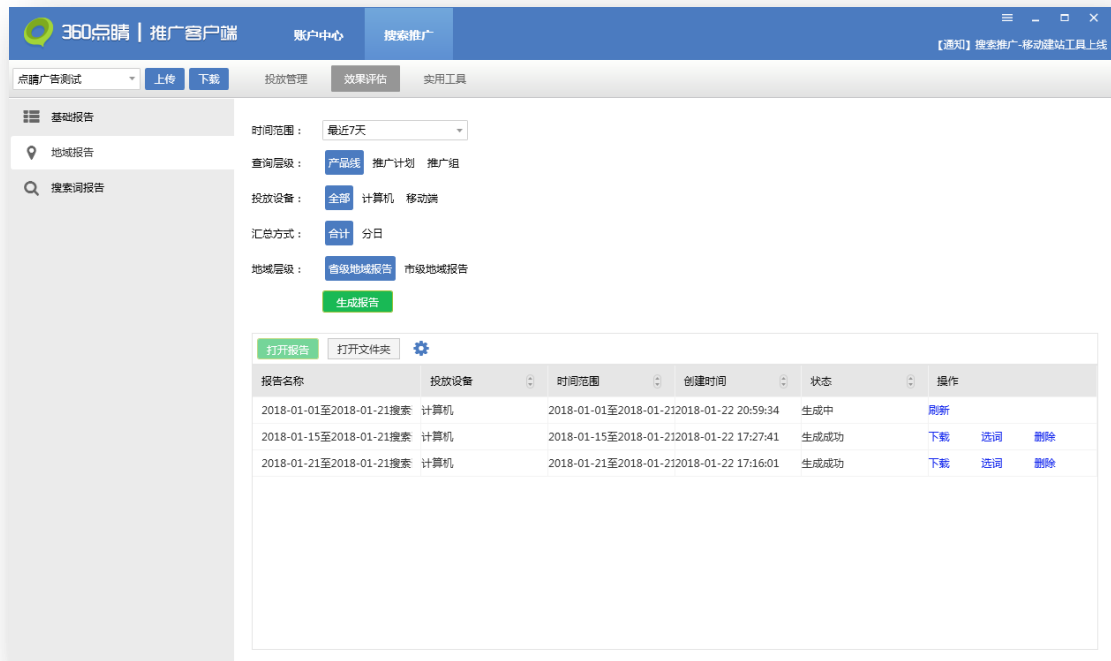 360点睛 | 推广客户端 账户中心 搜索推广
【通知】搜索推广-移动建站工具上线
点睛广告测试 上传 下载 投放管理 效果评估 实用工具
基础报告
地域报告
搜索词报告
时间范围： 最近7天
查询层级： 产品线 推广计划 推广组
投放设备： 全部 计算机 移动端
汇总方式： 合计 分日
地域层级： 省级地域报告 市级地域报告
生成报告
打开报告 打开文件夹
报告名称 投放设备 时间范围 创建时间 状态 操作
2018-01-01至2018-01-21搜索 计算机 2018-01-01至2018-01-21 2018-01-22 20:59:34 生成中 刷新
2018-01-15至2018-01-21搜索 计算机 2018-01-15至2018-01-21 2018-01-22 17:27:41 生成成功 下载 选词 删除
2018-01-21至2018-01-21搜索 计算机 2018-01-21至2018-01-21 2018-01-22 17:16:01 生成成功 下载 选词 删除